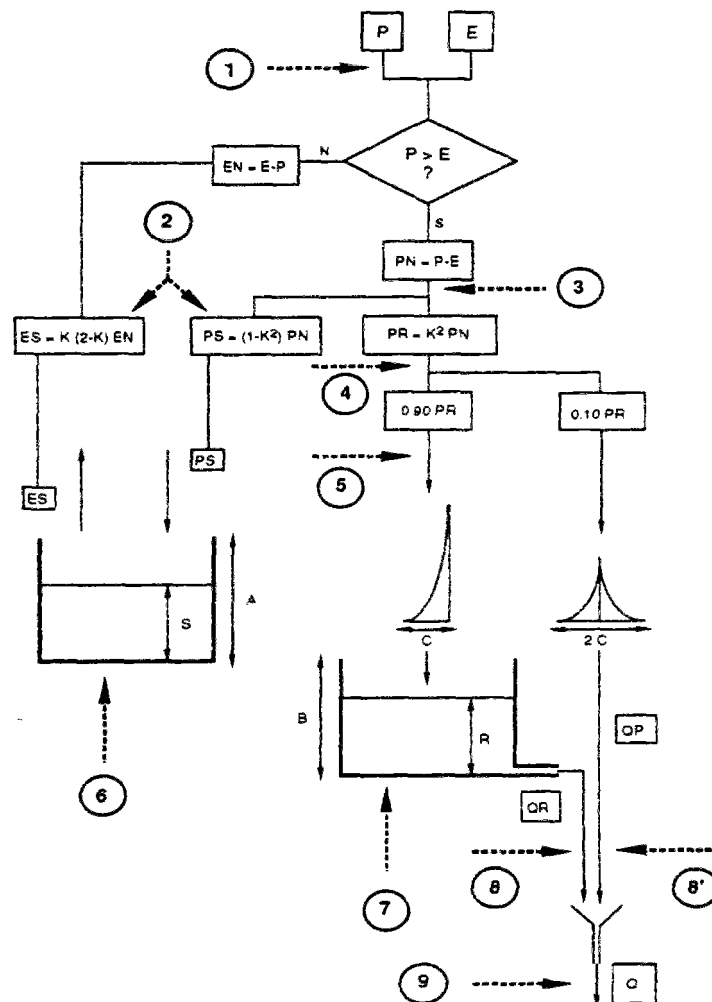 P
E
1
P > E
?
N
EN = E-P
S
2
PN = P-E
3
ES = K (2-K) EN
PS = (1-K²) PN
PR = K² PN
4
0.90 PR
0.10 PR
PS
5
ES
A
S
C
2 C
B
R
QP
6
QR
7
8
8'
9
Q